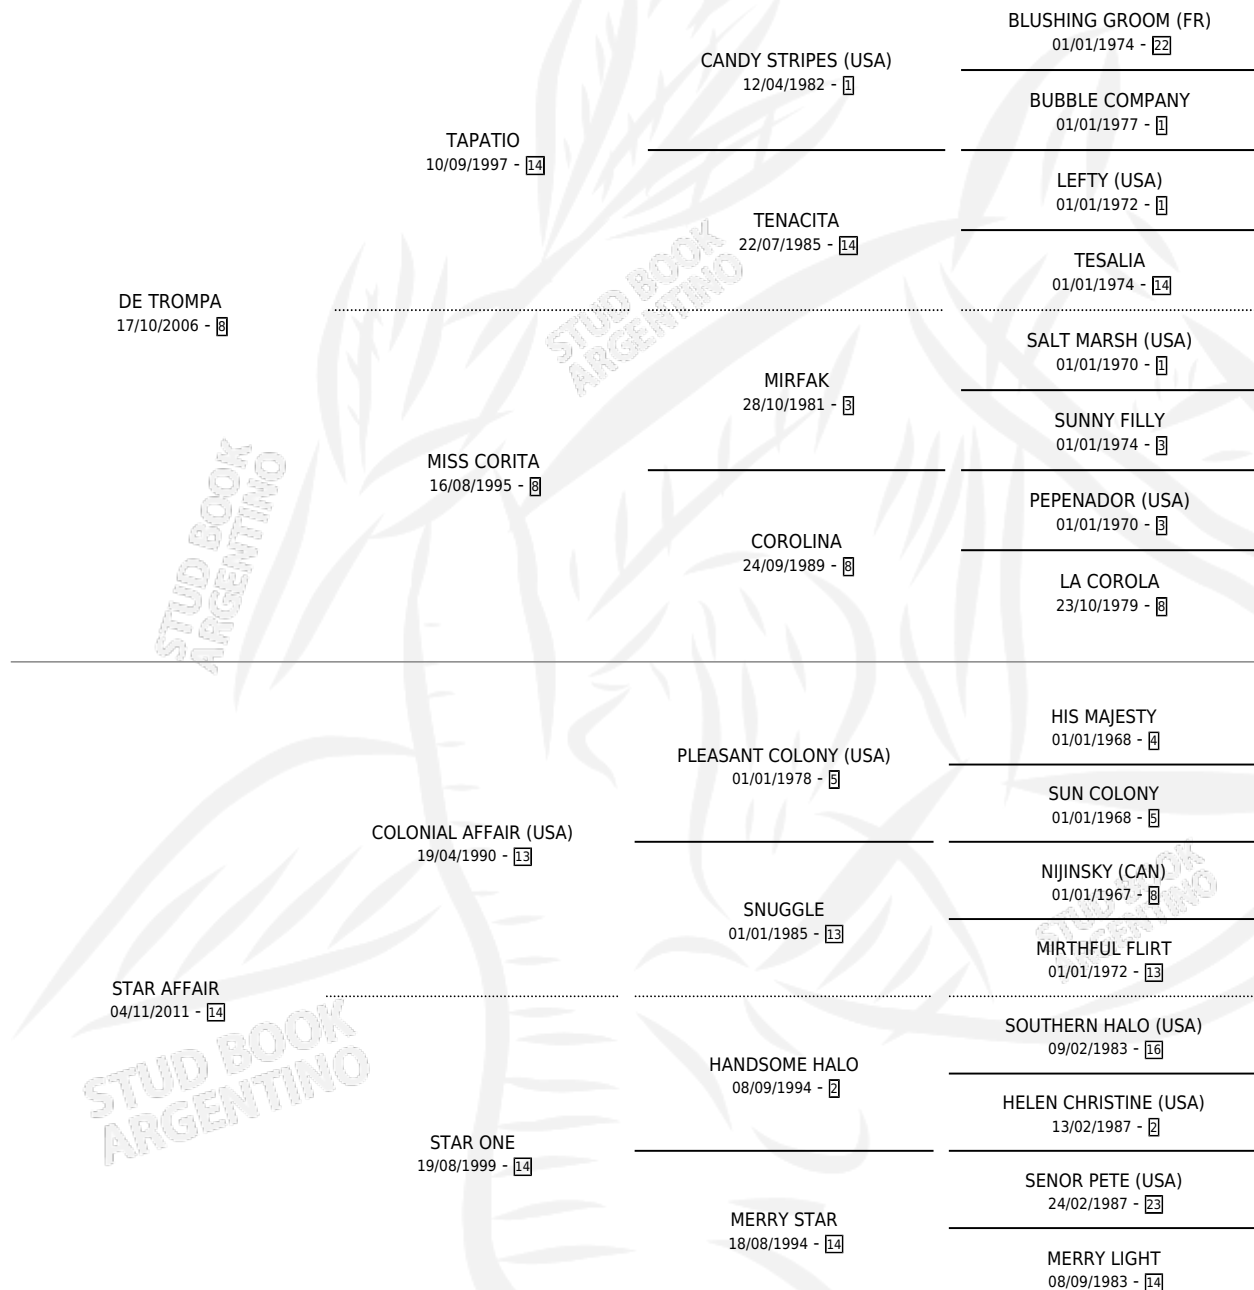 BLUSHING GROOM (FR)
01/01/1974 - 22
CANDY STRIPES (USA)
12/04/1982 - 1
BUBBLE COMPANY
01/01/1977 - 1
TAPATIO
10/09/1997 - 14
LEFTY (USA)
01/01/1972 - 1
TENACITA
22/07/1985 - 14
TESALIA
01/01/1974 - 14
DE TROMPA
17/10/2006 - 8
SALT MARSH (USA)
01/01/1970 - 1
MIRFAK
28/10/1981 - 3
SUNNY FILLY
01/01/1974 - 3
MISS CORITA
16/08/1995 - 8
PEPENADOR (USA)
01/01/1970 - 3
COROLINA
24/09/1989 - 8
LA COROLA
23/10/1979 - 8
HIS MAJESTY
01/01/1968 - 4
PLEASANT COLONY (USA)
01/01/1978 - 5
SUN COLONY
01/01/1968 - 5
COLONIAL AFFAIR (USA)
19/04/1990 - 13
NIJINSKY (CAN)
01/01/1967 - 8
SNUGGLE
01/01/1985 - 13
MIRTHFUL FLIRT
01/01/1972 - 13
STAR AFFAIR
04/11/2011 - 14
SOUTHERN HALO (USA)
09/02/1983 - 16
HANDSOME HALO
08/09/1994 - 2
HELEN CHRISTINE (USA)
13/02/1987 - 2
STAR ONE
19/08/1999 - 14
SENOR PETE (USA)
24/02/1987 - 23
MERRY STAR
18/08/1994 - 14
MERRY LIGHT
08/09/1983 - 14
STUD BOOK
ARGENTINO
STUD BOOK
ARGENTINO
STUD BOOK
ARGENTINO
STUD BOOK
ARGENTINO